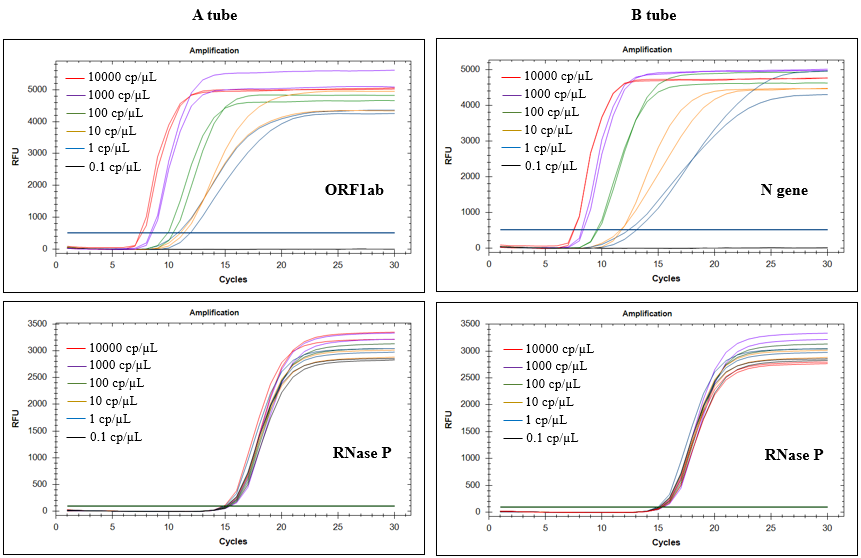 A tube
B tube
Amplification
RFU
5000
4000
3000
2000
1000
0
10000 cp/µL
1000 cp/µL
100 cp/µL
10 cp/µL
1 cp/µL
0.1 cp/µL
ORF1ab
0 5 10 15 20 25 30
Cycles
Amplification
RFU
5000
4000
3000
2000
1000
0
10000 cp/µL
1000 cp/µL
100 cp/µL
10 cp/µL
1 cp/µL
0.1 cp/µL
N gene
0 5 10 15 20 25 30
Cycles
Amplification
RFU
3500
3000
2500
2000
1500
1000
500
0
10000 cp/µL
1000 cp/µL
100 cp/µL
10 cp/µL
1 cp/µL
0.1 cp/µL
RNase P
0 5 10 15 20 25 30
Cycles
Amplification
RFU
3500
3000
2500
2000
1500
1000
500
0
10000 cp/µL
1000 cp/µL
100 cp/µL
10 cp/µL
1 cp/µL
0.1 cp/µL
RNase P
0 5 10 15 20 25 30
Cycles